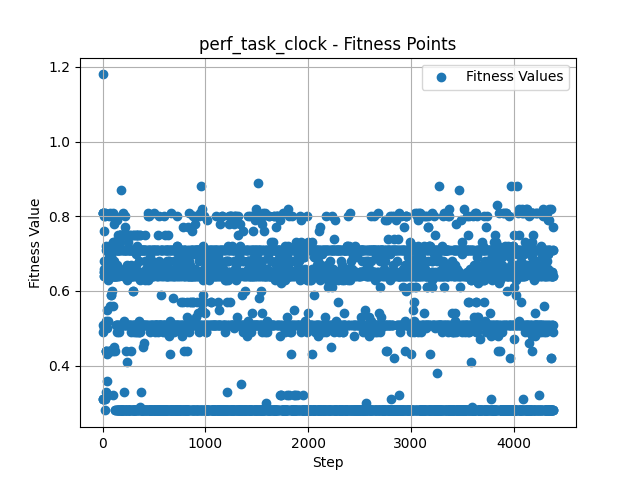 perf_task_clock - Fitness Points
Fitness Values
1.2
1.0
0.8
0.6
0.4
Fitness Value
0
1000
2000
3000
4000
Step